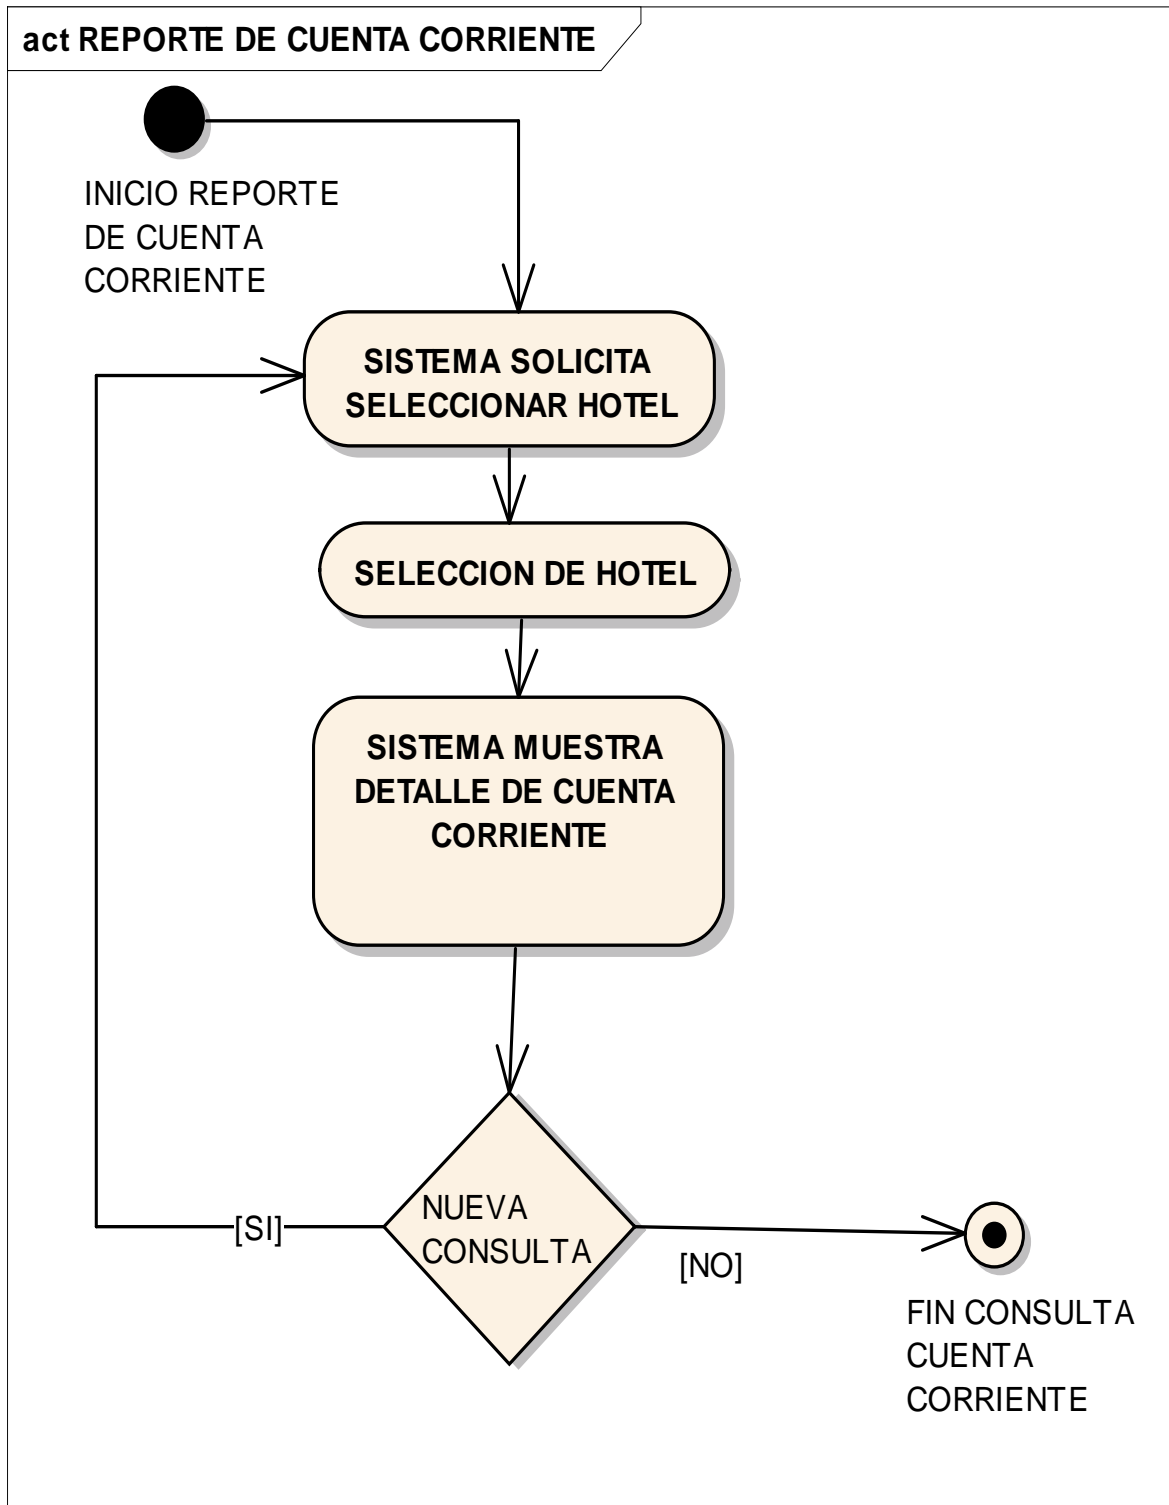 act REPORTE DE CUENTA CORRIENTE
INICIO REPORTE
DE CUENTA
CORRIENTE
SISTEMA SOLICITA
SELECCIONAR HOTEL
SELECCION DE HOTEL
SISTEMA MUESTRA
DETALLE DE CUENTA
CORRIENTE
NUEVA
CONSULTA
[SI]
[NO]
FIN CONSULTA
CUENTA
CORRIENTE